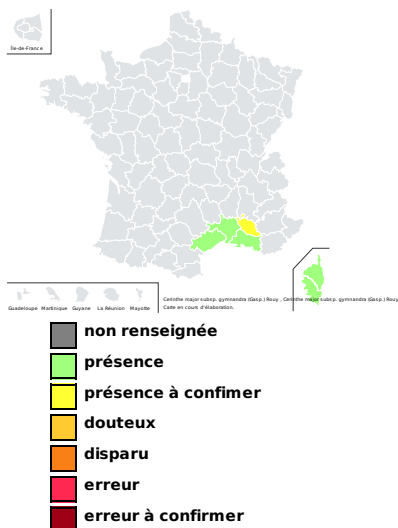 Île-de-France
Guadeloupe Martinique Guyane La Réunion Mayotte
Cerinthe major subsp. gymnandra (Gasp.) Rouy , Cerinthe major subsp. gymnandra (Gasp.) Rouy
Carte en cours d'élaboration.
non renseignée
présence
présence à confimer
douteux
disparu
erreur
erreur à confirmer